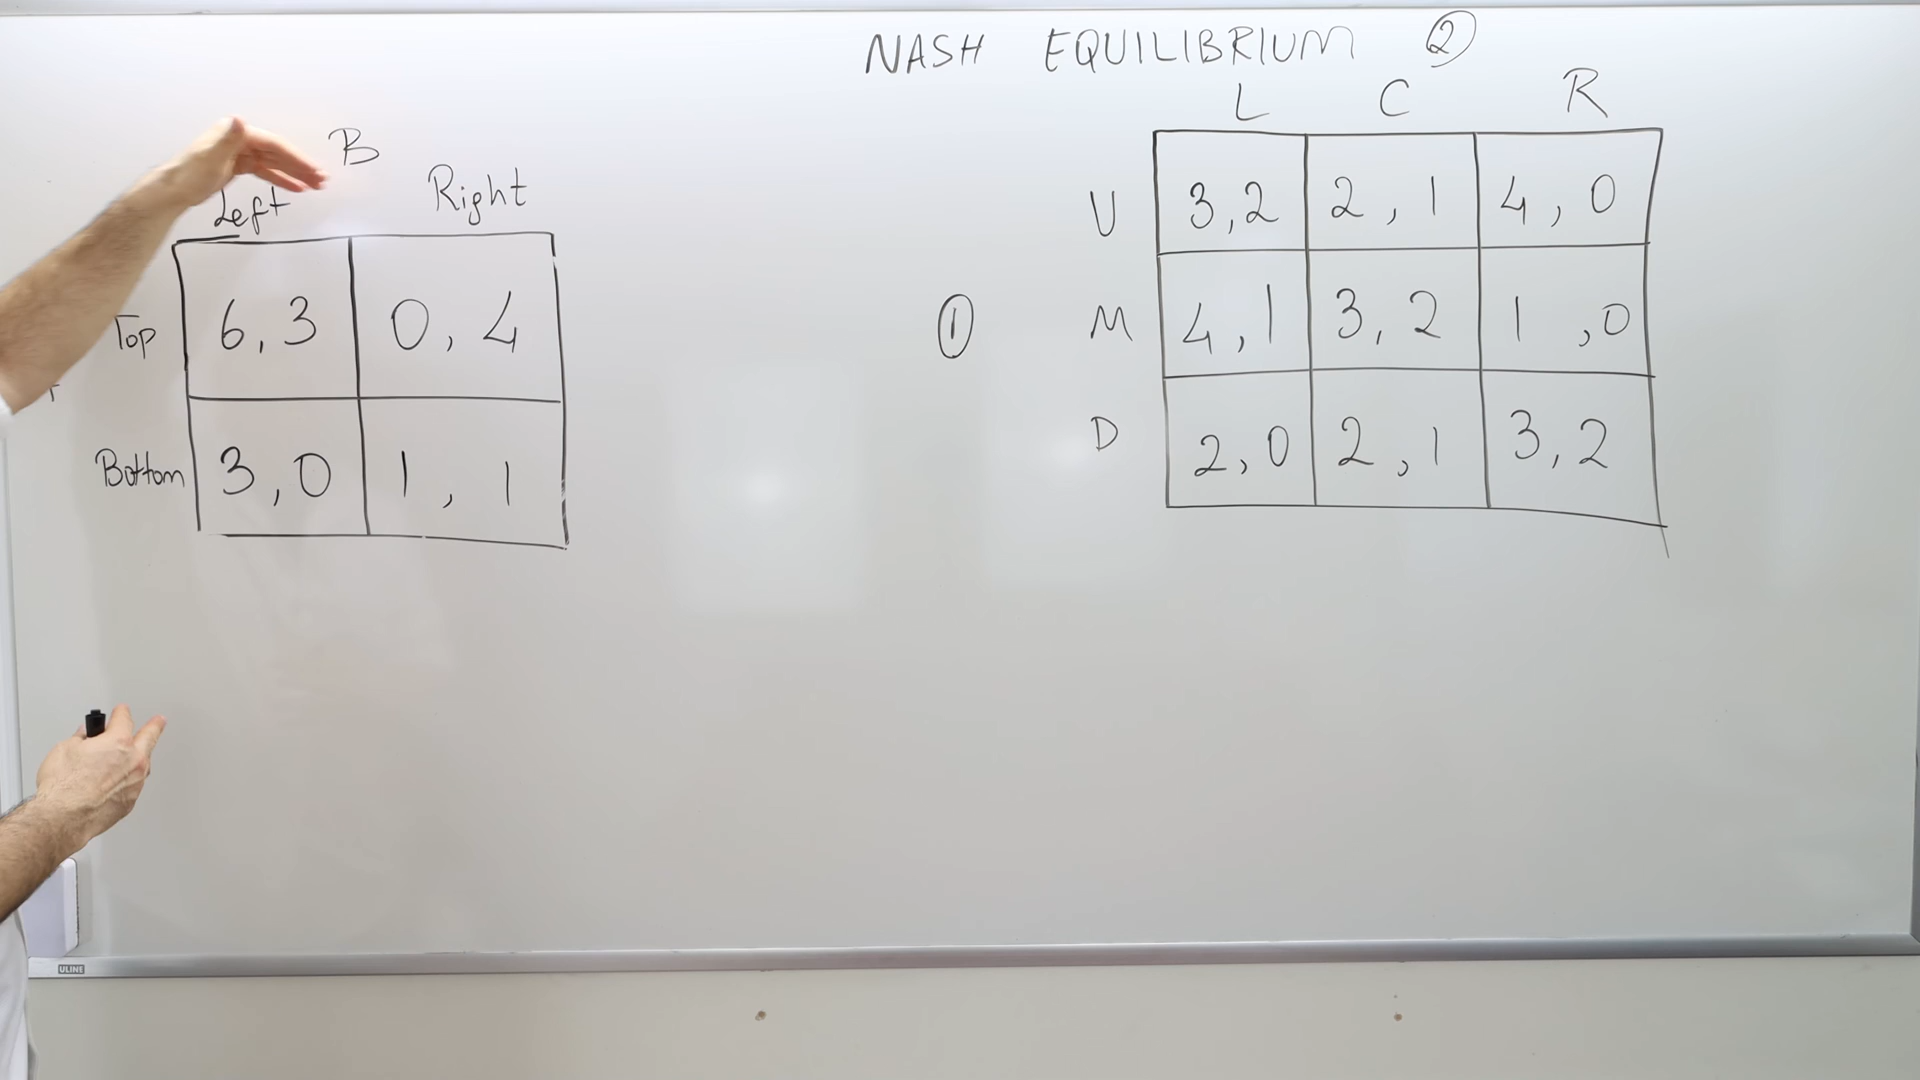 NASH EQUILIBRIUM 2
B
Left Right
Top 6,3 0,4
Bottom 3,0 1,1
L C R
U 3,2 2,1 4,0
1 M 4,1 3,2 1,0
D 2,0 2,1 3,2
ULINE